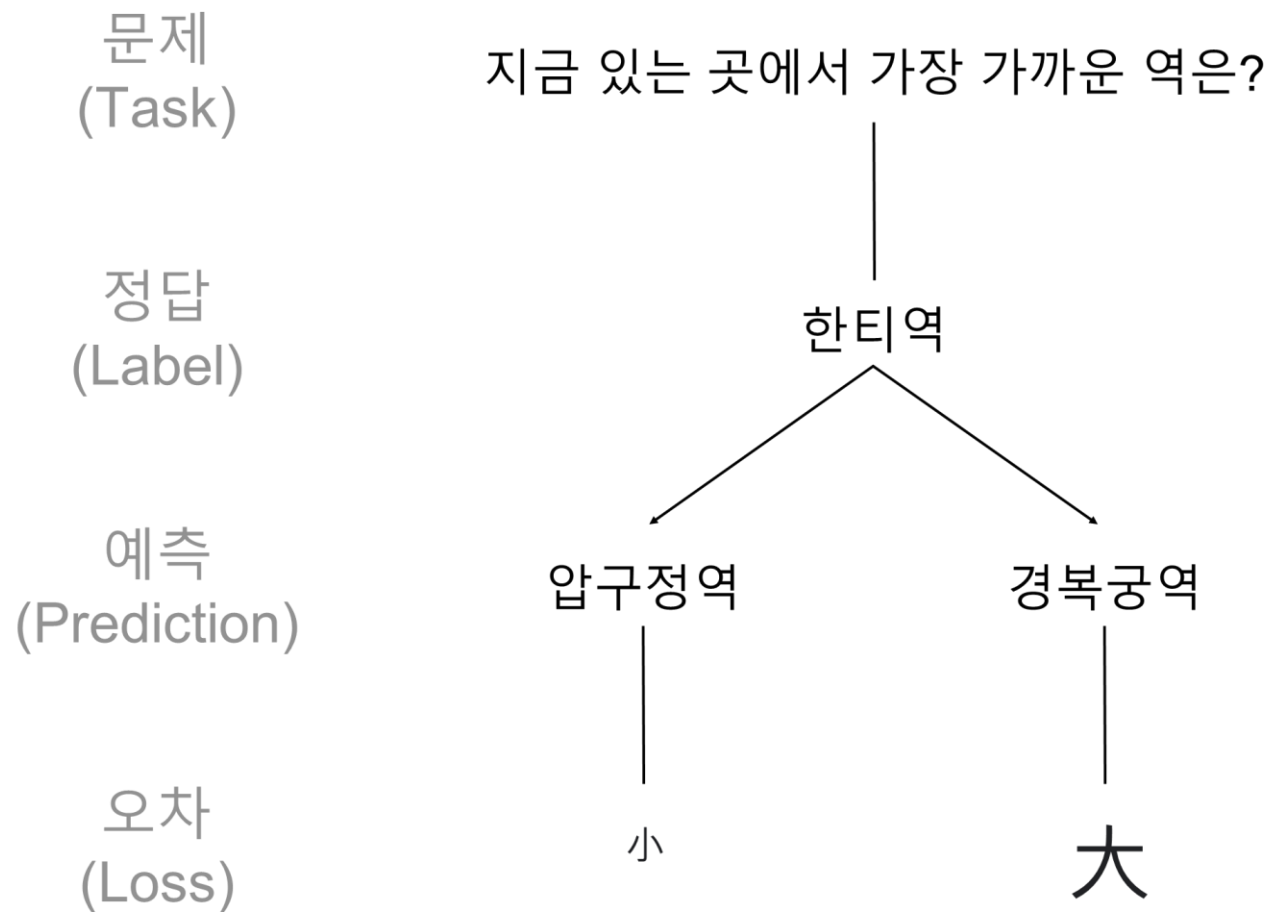 문제
(Task)
지금 있는 곳에서 가장 가까운 역은?
정답
(Label)
한티역
예측
(Prediction)
압구정역
경복궁역
오차
(Loss)
小
大